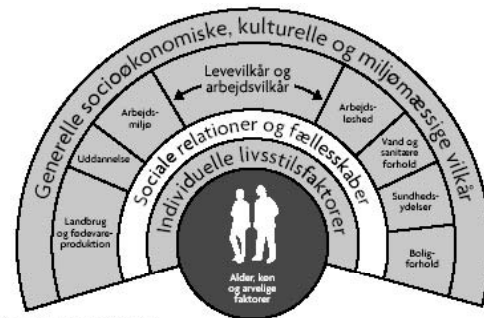 Generelle socioøkonomiske, kulturelle og miljømæssige vilkår
Levevilkår og
arbejdsvilkår
Arbejds-
miljø
Uddannelse
Landbrug
og fødevare-
produktion
Arbejds-
løshed
Vand og
sanitære
forhold
Sundheds-
ydelser
Bolig-
forhold
Sociale relationer og fællesskaber
Individuelle livsstilsfaktorer
Alder, køn
og arvelige
faktorer